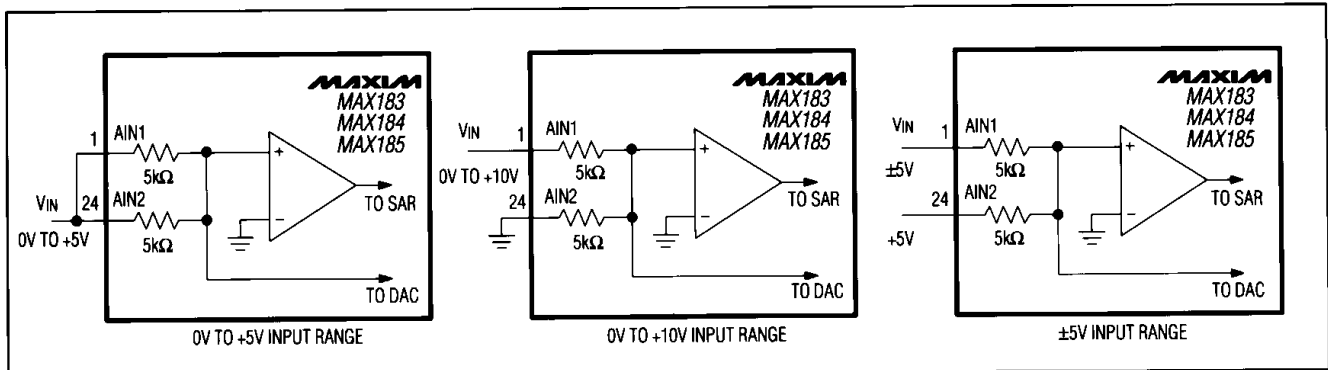 MAXIM
MAX183
MAX184
MAX185
1
AIN1
5kΩ
+
VIN
24
AIN2
TO SAR
0V TO +5V
5kΩ
−
TO DAC
0V TO +5V INPUT RANGE
MAXIM
MAX183
MAX184
MAX185
VIN
1
AIN1
0V TO +10V
5kΩ
+
24
AIN2
TO SAR
5kΩ
−
TO DAC
0V TO +10V INPUT RANGE
MAXIM
MAX183
MAX184
MAX185
VIN
1
AIN1
±5V
5kΩ
+
24
AIN2
TO SAR
+5V
5kΩ
−
TO DAC
±5V INPUT RANGE